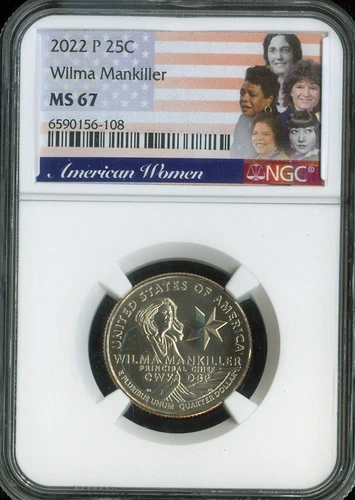 2022 P 25C
Wilma Mankiller
MS 67
6590156-108
American Women
NGC®
UNITED STATES OF AMERICA
WILMA MANKILLER
PRINCIPAL CHIEF
E PLURIBUS UNUM QUARTER DOLLAR